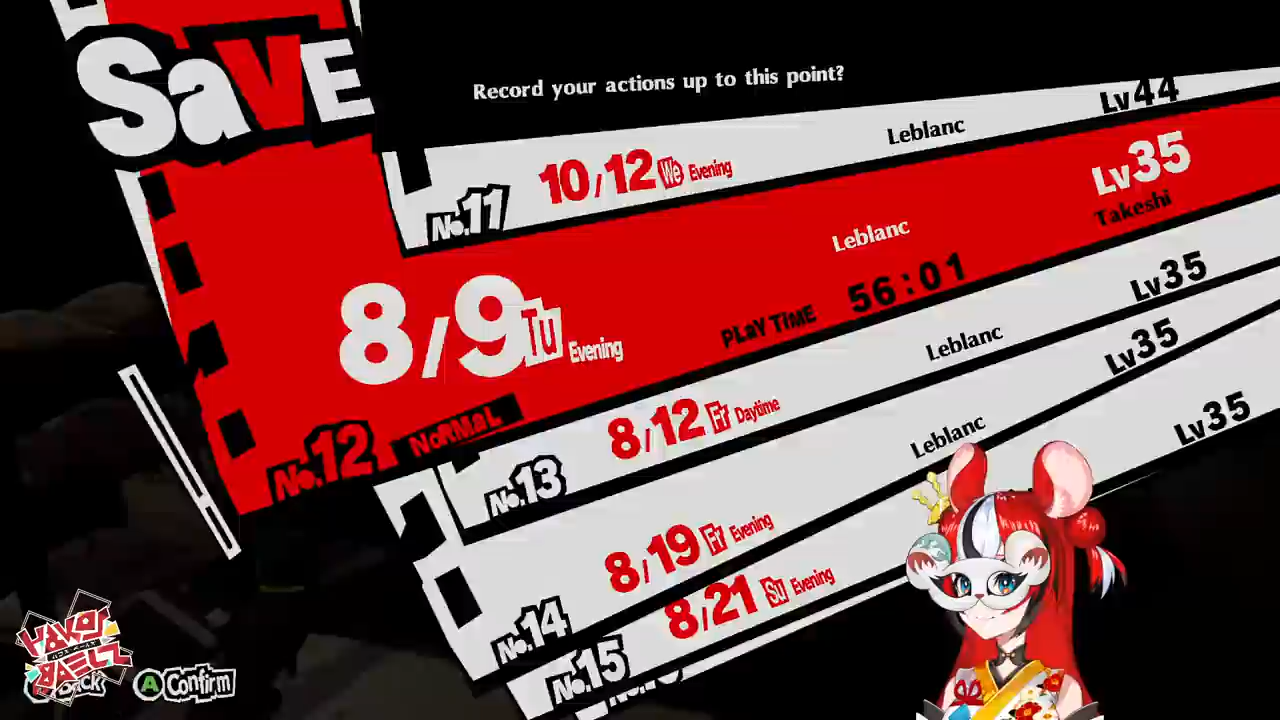 SaVE
Record your actions up to this point?
No.11 10/12 We Evening Leblanc Lv44
No.12 8/9 Tu Evening Leblanc Lv35
NoRMaL PLaY TiME 56:01 Takeshi
No.13 8/12 Fr Daytime Leblanc Lv35
No.14 8/19 Fr Evening Leblanc Lv35
No.15 8/21 Su Evening Lv35
HAKOS
BAELZ
Confirm